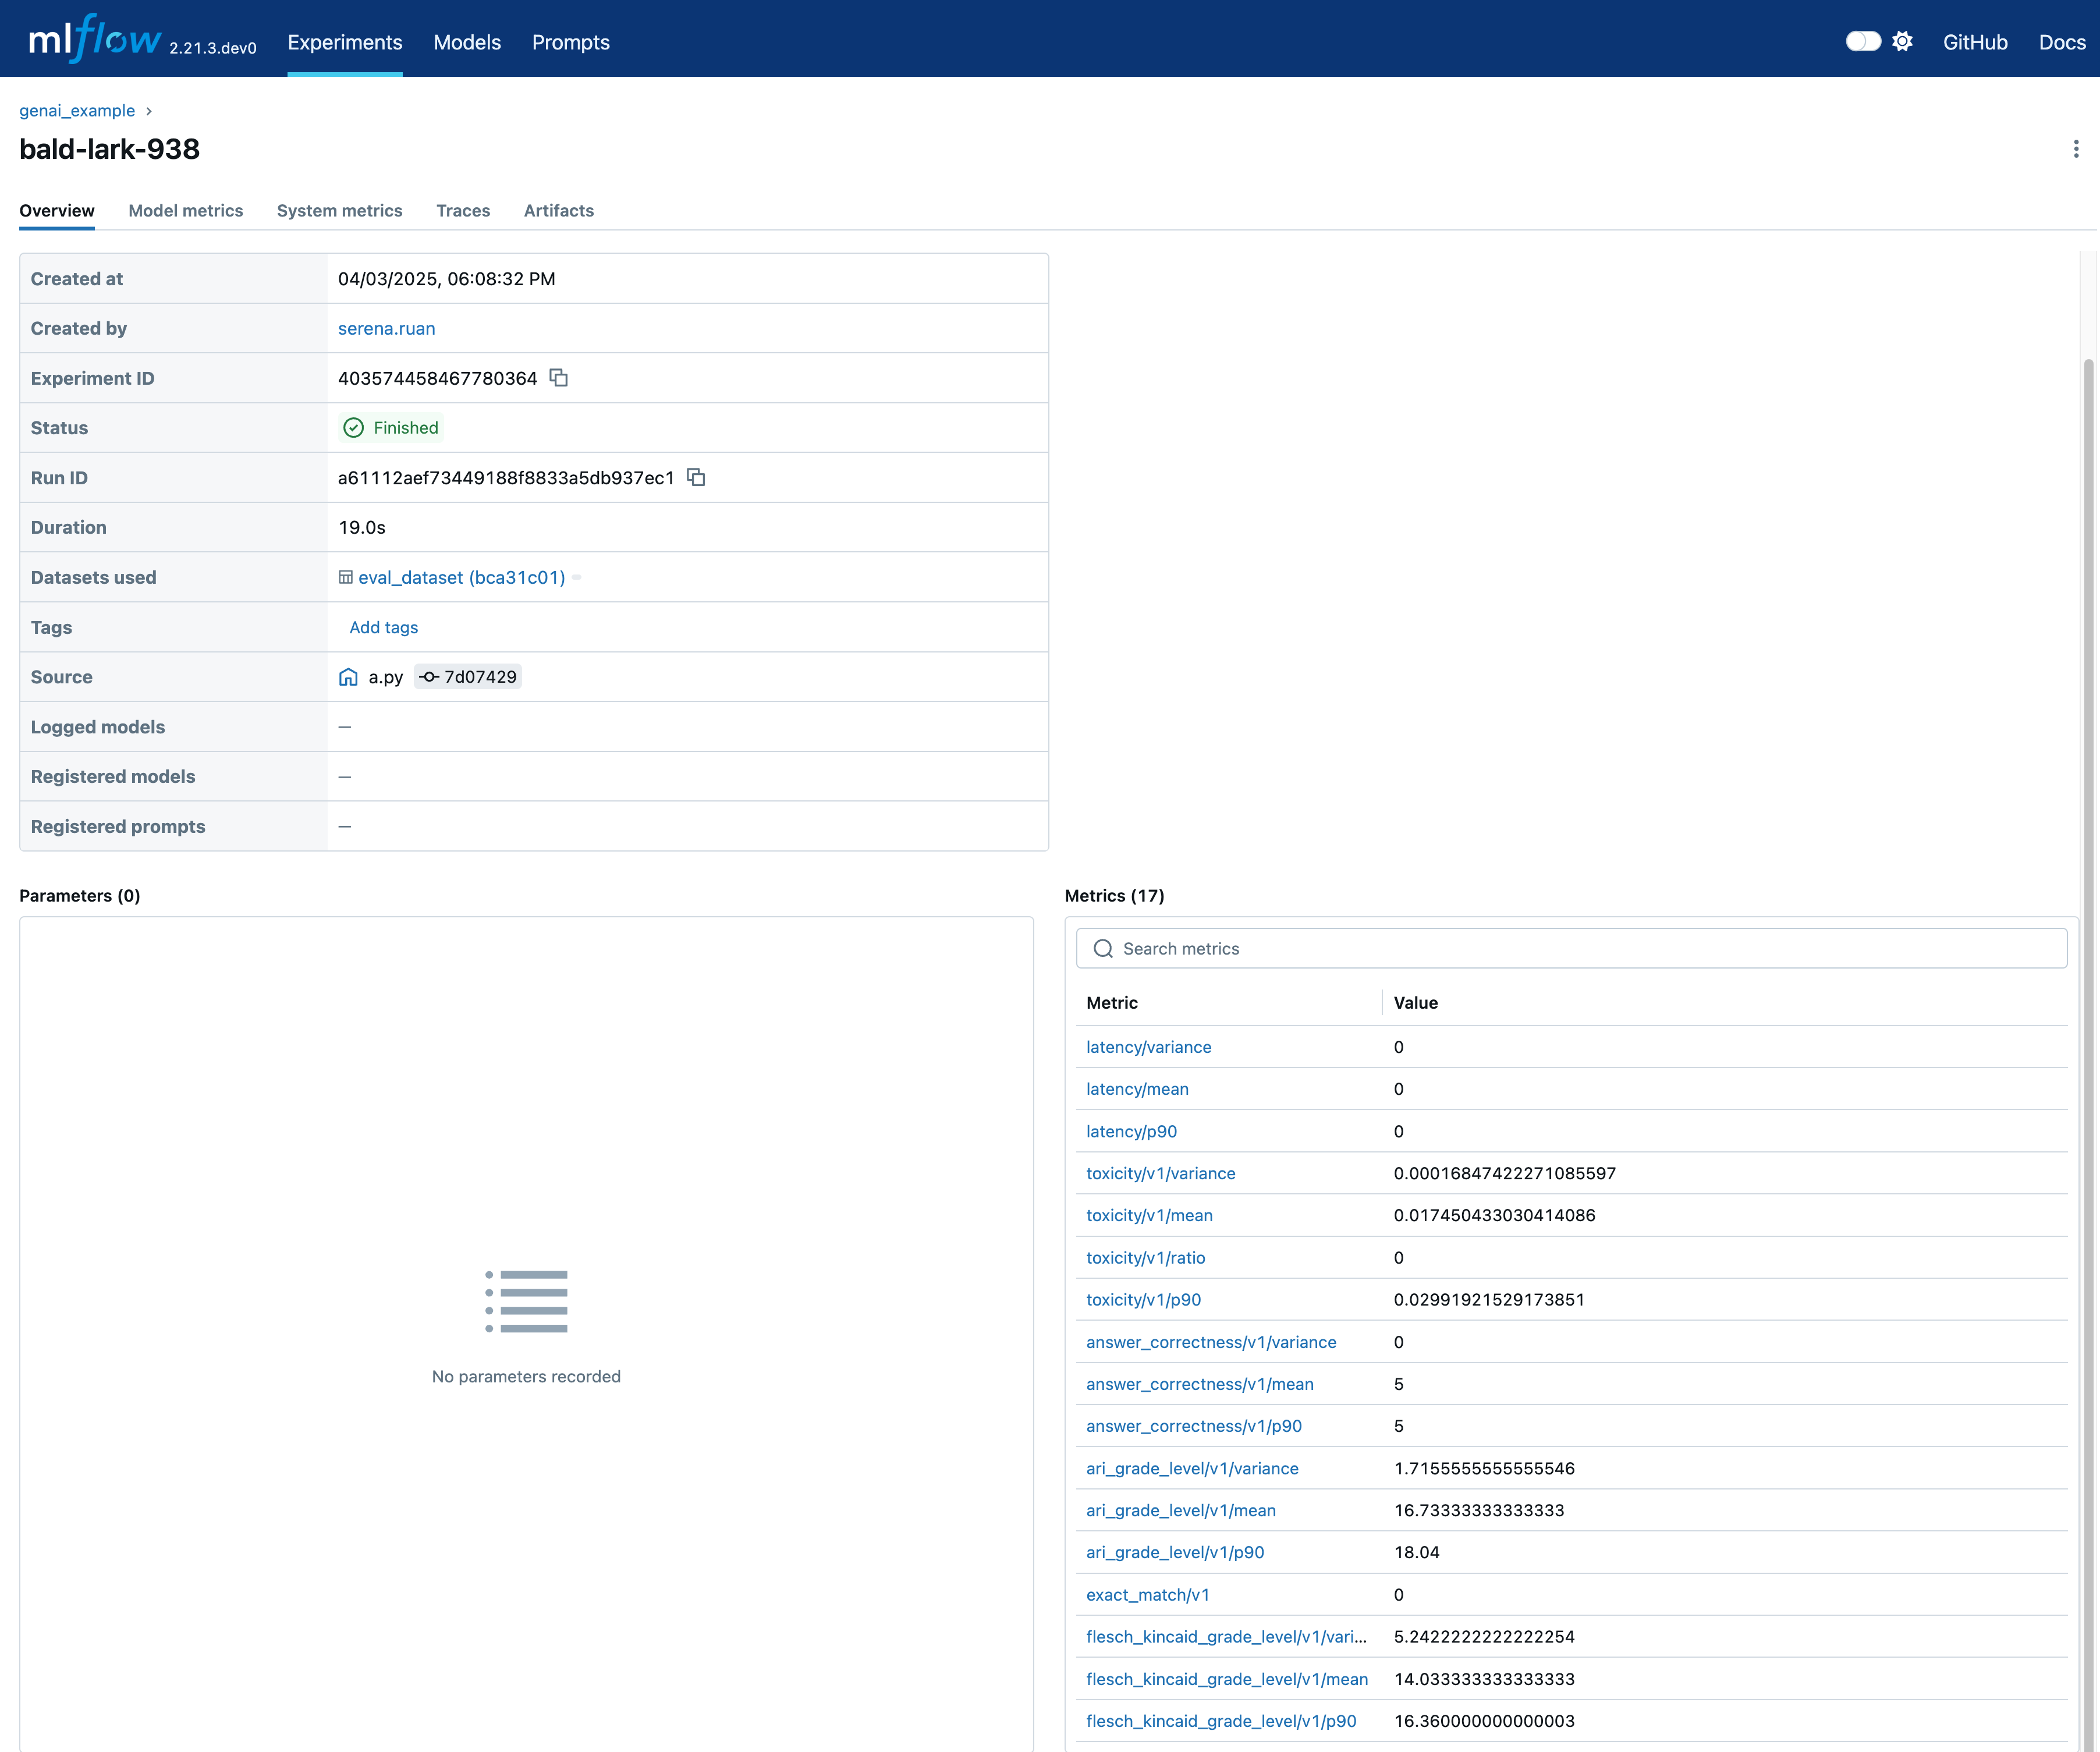 mlflow 2.21.3.dev0 Experiments Models Prompts GitHub Docs
genai_example
bald-lark-938
Overview Model metrics System metrics Traces Artifacts
Created at 04/03/2025, 06:08:32 PM
Created by serena.ruan
Experiment ID 403574458467780364
Status Finished
Run ID a61112aef73449188f8833a5db937ec1
Duration 19.0s
Datasets used eval_dataset (bca31c01)
Tags Add tags
Source a.py 7d07429
Logged models —
Registered models —
Registered prompts —
Parameters (0)
No parameters recorded
Metrics (17)
Search metrics
Metric Value
latency/variance 0
latency/mean 0
latency/p90 0
toxicity/v1/variance 0.00016847422271085597
toxicity/v1/mean 0.017450433030414086
toxicity/v1/ratio 0
toxicity/v1/p90 0.02991921529173851
answer_correctness/v1/variance 0
answer_correctness/v1/mean 5
answer_correctness/v1/p90 5
ari_grade_level/v1/variance 1.7155555555555546
ari_grade_level/v1/mean 16.73333333333333
ari_grade_level/v1/p90 18.04
exact_match/v1 0
flesch_kincaid_grade_level/v1/vari... 5.2422222222222254
flesch_kincaid_grade_level/v1/mean 14.033333333333333
flesch_kincaid_grade_level/v1/p90 16.360000000000003